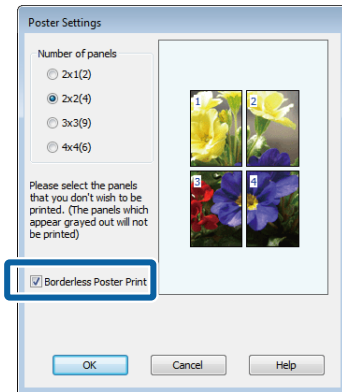 Poster Settings
Number of panels
2x1(2)
2x2(4)
3x3(9)
4x4(6)
Please select the panels
that you don't wish to be
printed. (The panels which
appear grayed out will not
be printed)
Borderless Poster Print
1 2
3 4
OK Cancel Help